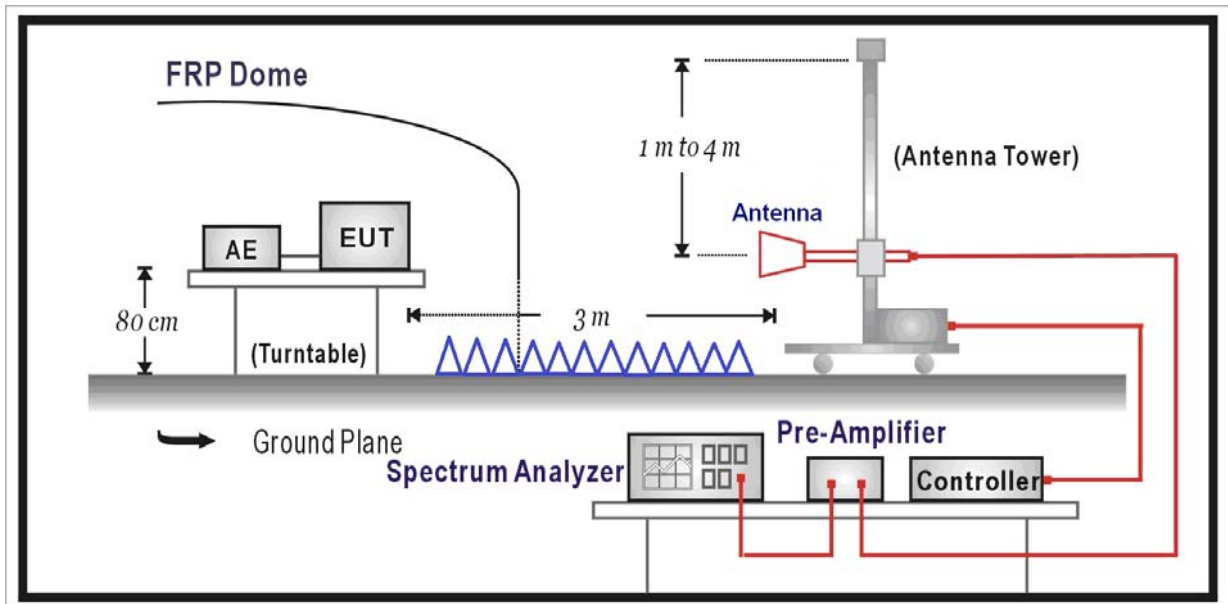 FRP Dome
1 m to 4 m
(Antenna Tower)
Antenna
AE
EUT
80 cm
3 m
(Turntable)
Ground Plane
Pre-Amplifier
Spectrum Analyzer
Controller